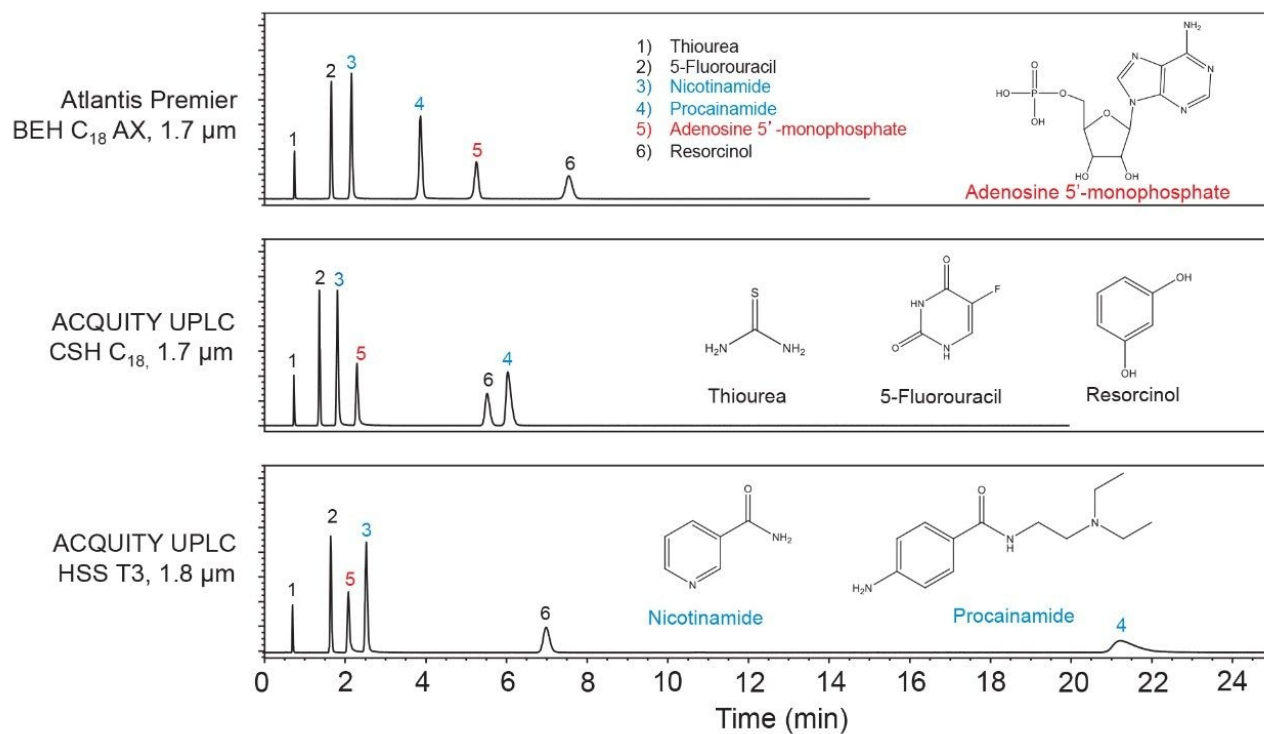 Atlantis Premier
BEH C18 AX, 1.7 µm
1
2
3
4
5
6
1) Thiourea
2) 5-Fluorouracil
3) Nicotinamide
4) Procainamide
5) Adenosine 5'-monophosphate
6) Resorcinol
NH2
N
N
N
N
O
HO
P
O
OH
O
HO
OH
Adenosine 5'-monophosphate
ACQUITY UPLC
CSH C18, 1.7 µm
1
2
3
5
6
4
S
H2N
NH2
Thiourea
O
F
HN
O
N
H
5-Fluorouracil
OH
OH
Resorcinol
ACQUITY UPLC
HSS T3, 1.8 µm
1
2
5
3
6
O
NH2
N
Nicotinamide
O
N
H
N
H2N
Procainamide
4
0 2 4 6 8 10 12 14 16 18 20 22 24
Time (min)